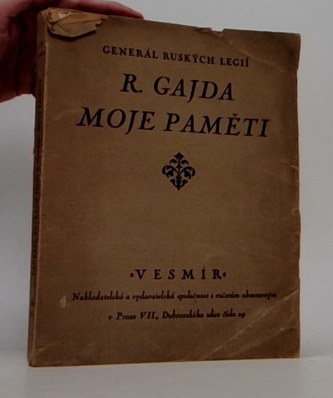 GENERÁL RUSKÝCH LEGIÍ
R. GAJDA
MOJE PAMĚTI
•VESMÍR•
Nakladatelská a vydavatelská společnost s ručením obmezeným
v Praze VII., Dobrovského ulice číslo 29